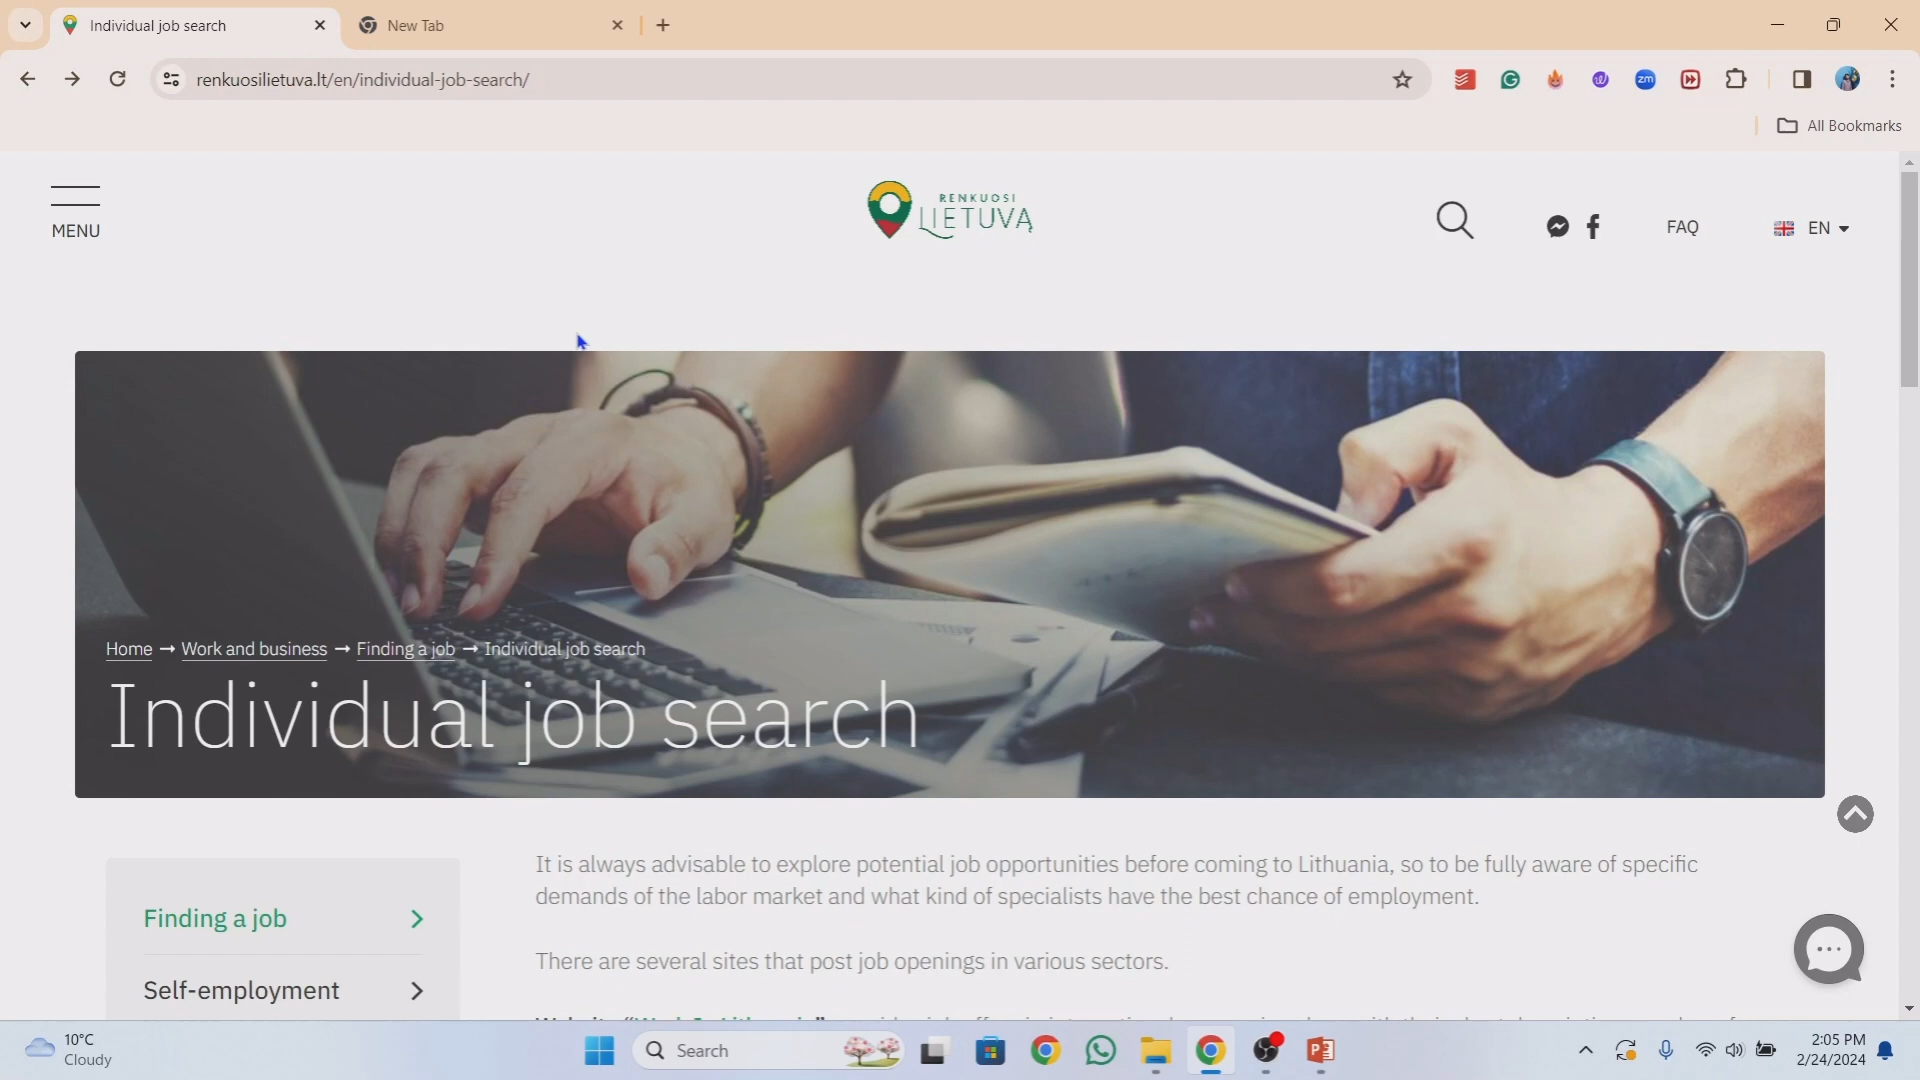 Individual job search
New Tab
renkuosilietuva.lt/en/individual-job-search/
All Bookmarks
MENU
RENKUOSI
LIETUVĄ
FAQ
EN
Home → Work and business → Finding a job → Individual job search
Individual job search
It is always advisable to explore potential job opportunities before coming to Lithuania, so to be fully aware of specific
demands of the labor market and what kind of specialists have the best chance of employment.
Finding a job
There are several sites that post job openings in various sectors.
Self-employment
10°C
Cloudy
Search
2:05 PM
2/24/2024